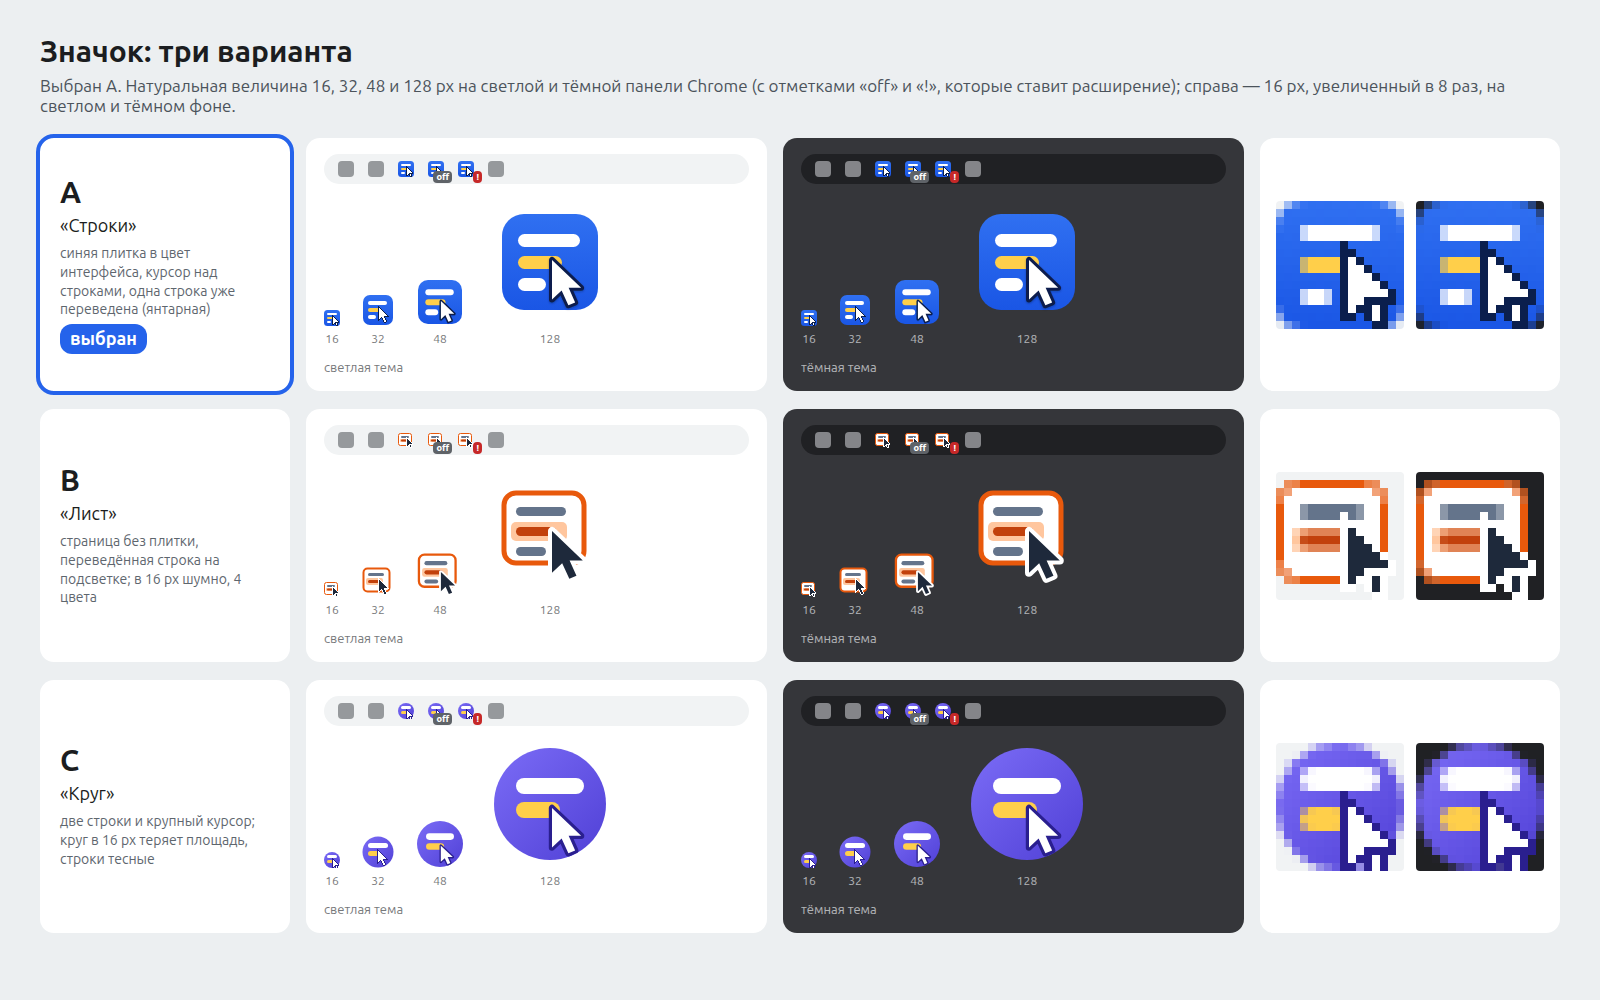 Значок: три варианта
Выбран A. Натуральная величина 16, 32, 48 и 128 px на светлой и тёмной панели Chrome (с отметками «off» и «!», которые ставит расширение); справа — 16 px, увеличенный в 8 раз, на
светлом и тёмном фоне.
A
«Строки»
синяя плитка в цвет
интерфейса, курсор над
строками, одна строка уже
переведена (янтарная)
выбран
off !
16 32 48 128
светлая тема
off !
16 32 48 128
тёмная тема
B
«Лист»
страница без плитки,
переведённая строка на
подсветке; в 16 px шумно, 4
цвета
off !
16 32 48 128
светлая тема
off !
16 32 48 128
тёмная тема
C
«Круг»
две строки и крупный курсор;
круг в 16 px теряет площадь,
строки тесные
off !
16 32 48 128
светлая тема
off !
16 32 48 128
тёмная тема